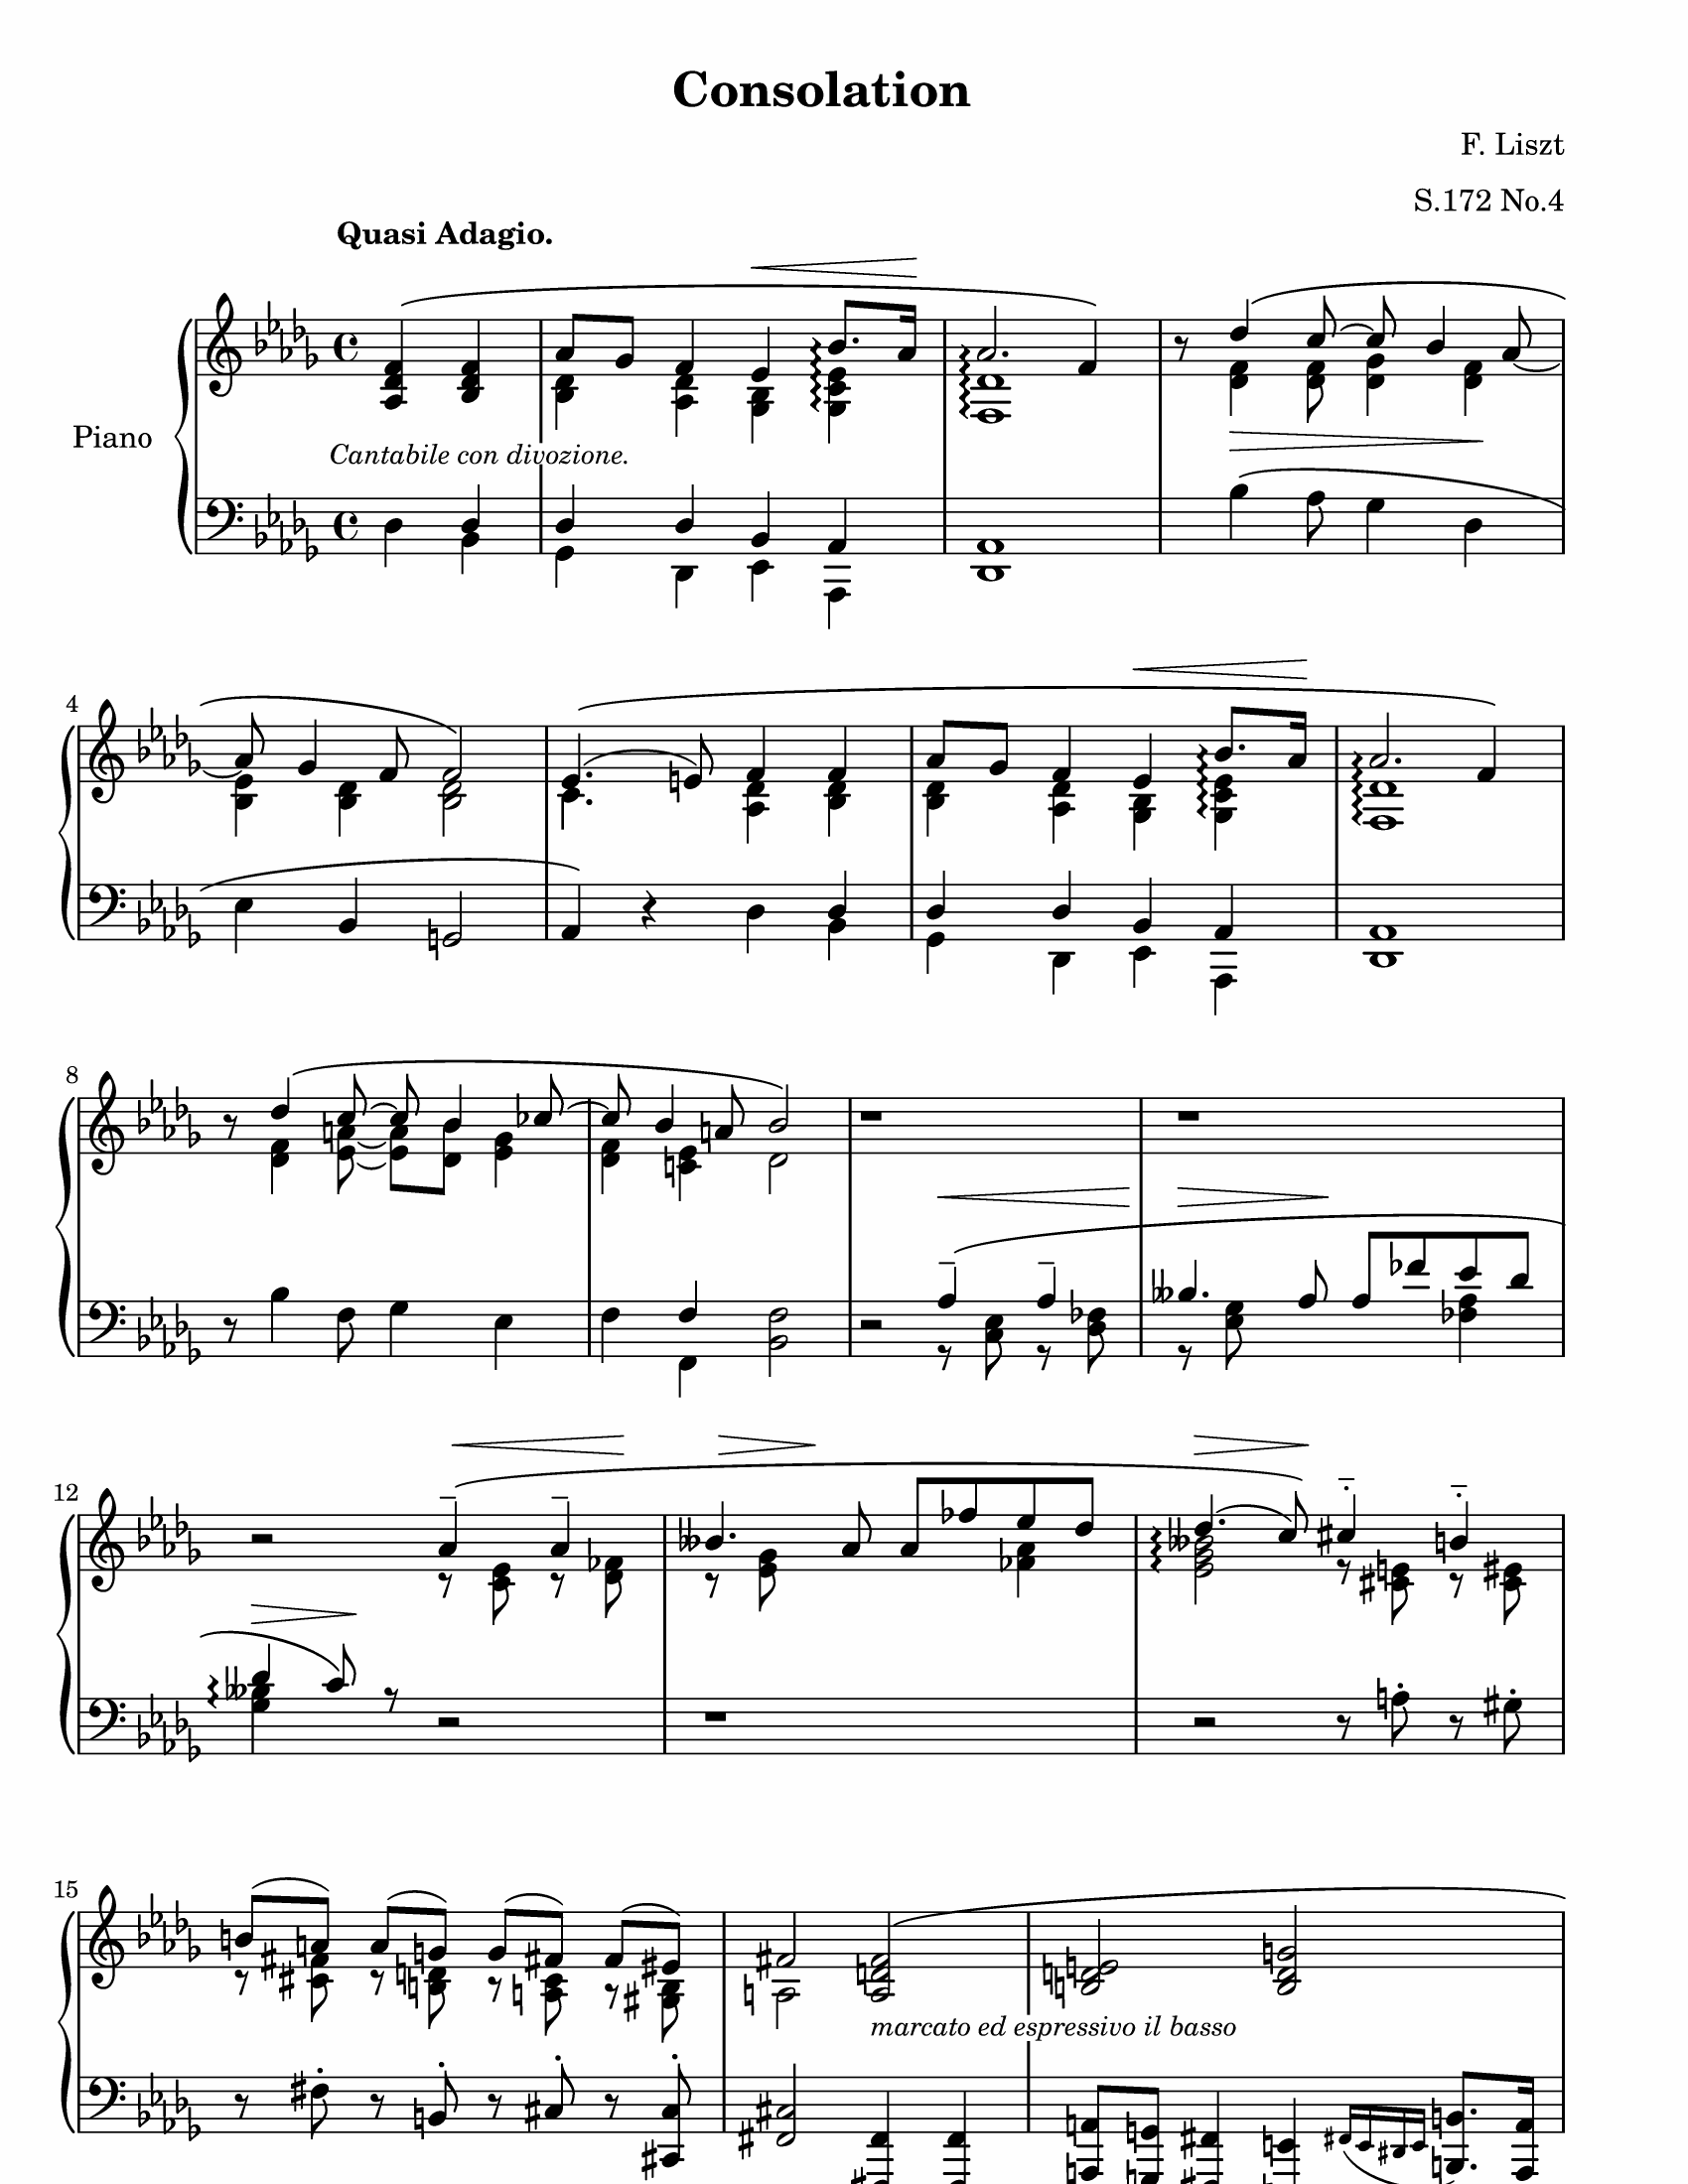 Consolation
F. Liszt
S.172 No.4
Quasi Adagio.
Piano
Cantabile con divozione.
4
8
12
15
marcato ed espressivo il basso